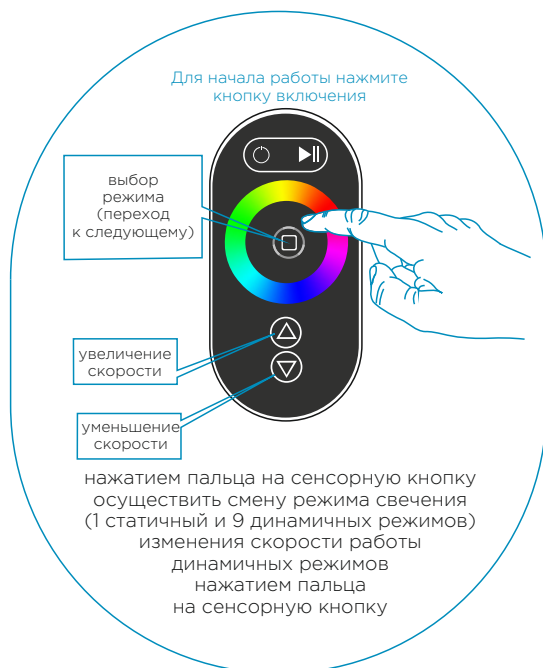 Для начала работы нажмите
кнопку включения
выбор
режима
(переход
к следующему)
увеличение
скорости
уменьшение
скорости
нажатием пальца на сенсорную кнопку
осуществить смену режима свечения
(1 статичный и 9 динамичных режимов)
изменения скорости работы
динамичных режимов
нажатием пальца
на сенсорную кнопку